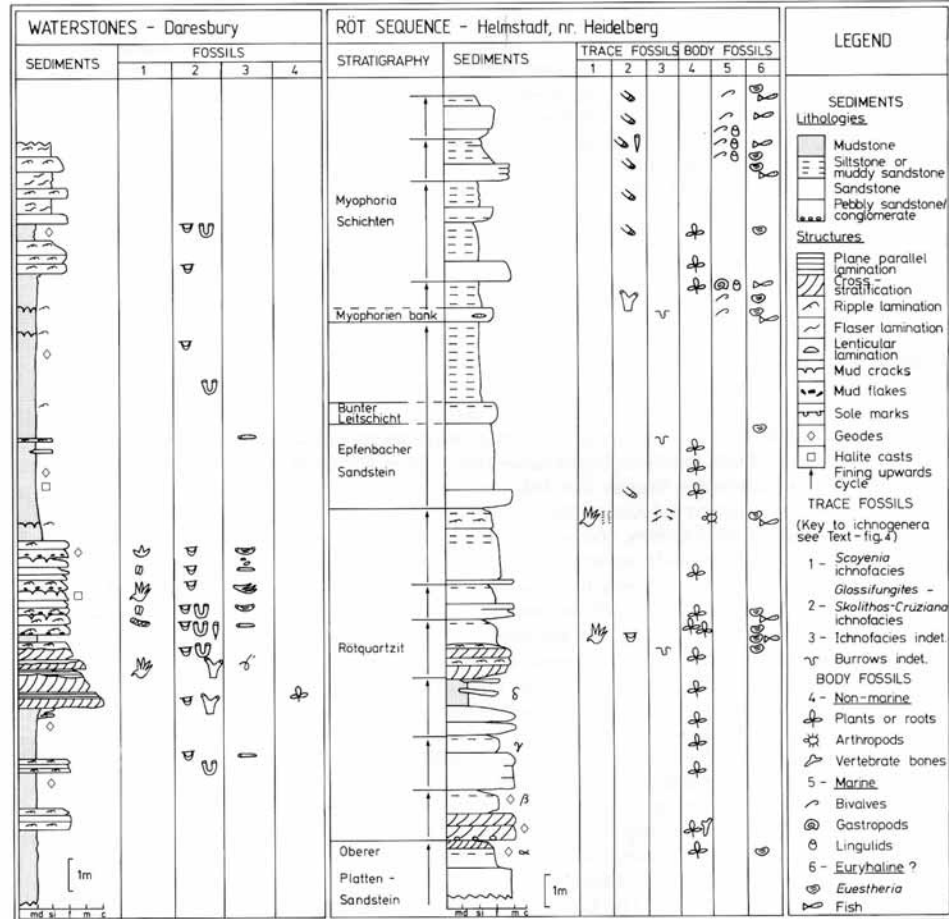 WATERSTONES - Daresbury
SEDIMENTS
FOSSILS
1 2 3 4
1m
md si f m c
RÖT SEQUENCE - Helmstadt, nr. Heidelberg
STRATIGRAPHY
SEDIMENTS
TRACE FOSSILS
BODY FOSSILS
1 2 3 4 5 6
Myophoria
Schichten
Myophorien bank
Bunter
Leitschicht
Epfenbacher
Sandstein
Rötquartzit
δ
γ
β
Oberer
α
Platten -
Sandstein
1m
md si f m c
LEGEND
SEDIMENTS
Lithologies
Mudstone
Siltstone or
muddy sandstone
Sandstone
Pebbly sandstone/
conglomerate
Structures
Plane parallel
lamination
Cross -
stratification
Ripple lamination
Flaser lamination
Lenticular
lamination
Mud cracks
Mud flakes
Sole marks
Geodes
Halite casts
Fining upwards
cycle
TRACE FOSSILS
(Key to ichnogenera
see Text-fig.4)
1 - Scoyenia
ichnofacies
Glossifungites -
2 - Skolithos-Cruziana
ichnofacies
3 - Ichnofacies indet.
Burrows indet.
BODY FOSSILS
4 - Non-marine
Plants or roots
Arthropods
Vertebrate bones
5 - Marine
Bivalves
Gastropods
Lingulids
6 - Euryhaline ?
Euestheria
Fish